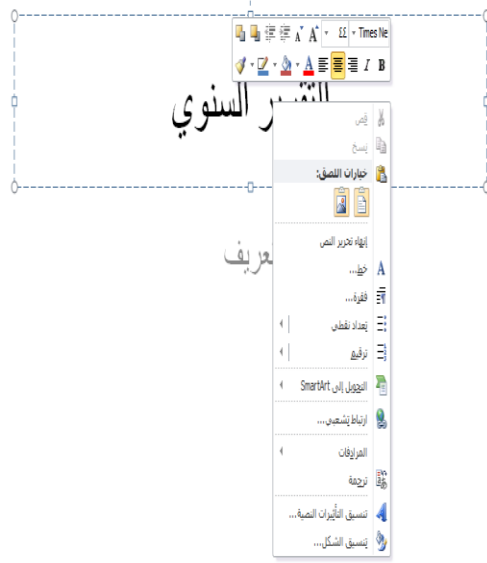 Times Ne ٤٤ A A
A I B
التقرير السنوي
قص
نسخ
خيارات اللصق:
إنهاء تحرير النص
خط...
فقرة...
تعداد نقطي
ترقيم
التحويل إلى SmartArt
ارتباط تشعبي...
المرادفات
ترجمة
تنسيق التأثيرات النصية...
تنسيق الشكل...